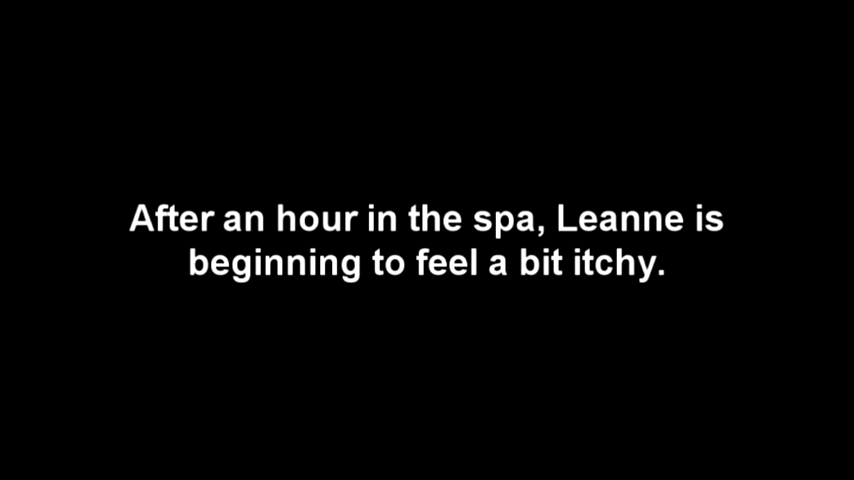 After an hour in the spa, Leanne is
beginning to feel a bit itchy.